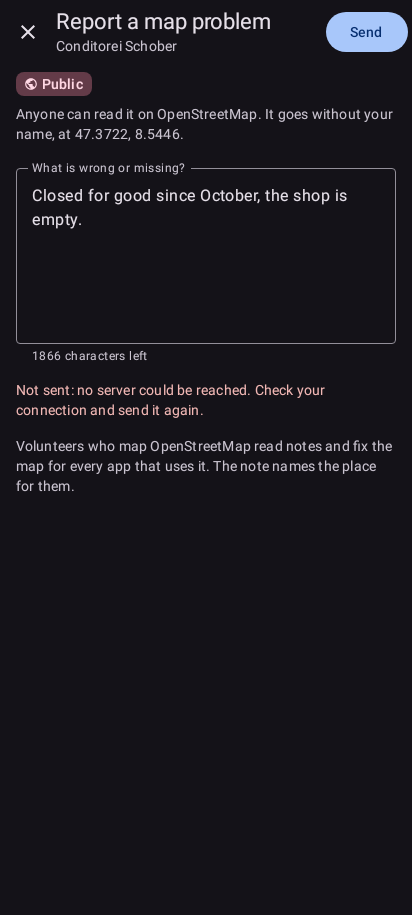 Report a map problem
Conditorei Schober
Send
Public
Anyone can read it on OpenStreetMap. It goes without your
name, at 47.3722, 8.5446.
What is wrong or missing?
Closed for good since October, the shop is
empty.
1866 characters left
Not sent: no server could be reached. Check your
connection and send it again.
Volunteers who map OpenStreetMap read notes and fix the
map for every app that uses it. The note names the place
for them.